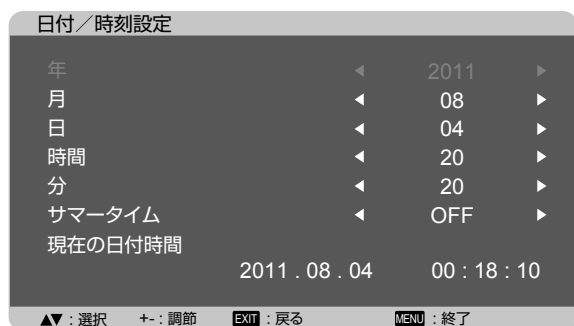 日付／時刻設定
年 ◀ 2011 ▶
月 ◀ 08 ▶
日 ◀ 04 ▶
時間 ◀ 20 ▶
分 ◀ 20 ▶
サマータイム ◀ OFF ▶
現在の日付時間
2011 . 08 . 04 00 : 18 : 10
▲▼ : 選択 +- : 調節 EXIT : 戻る MENU : 終了